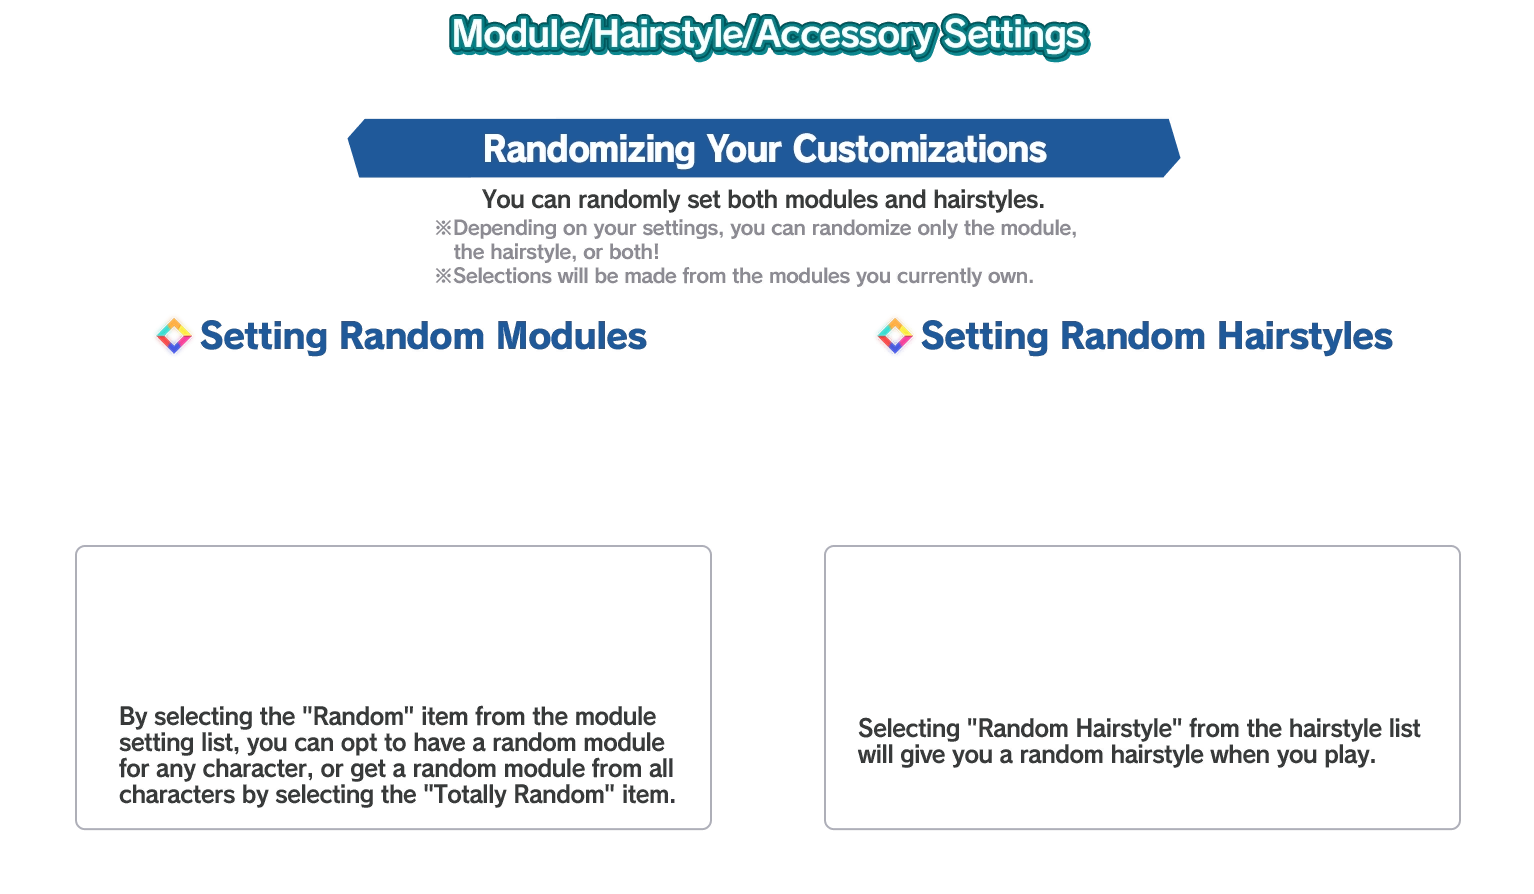 Module/Hairstyle/Accessory Settings
Randomizing Your Customizations
You can randomly set both modules and hairstyles.
※Depending on your settings, you can randomize only the module,
the hairstyle, or both!
※Selections will be made from the modules you currently own.
Setting Random Modules
By selecting the "Random" item from the module
setting list, you can opt to have a random module
for any character, or get a random module from all
characters by selecting the "Totally Random" item.
Setting Random Hairstyles
Selecting "Random Hairstyle" from the hairstyle list
will give you a random hairstyle when you play.